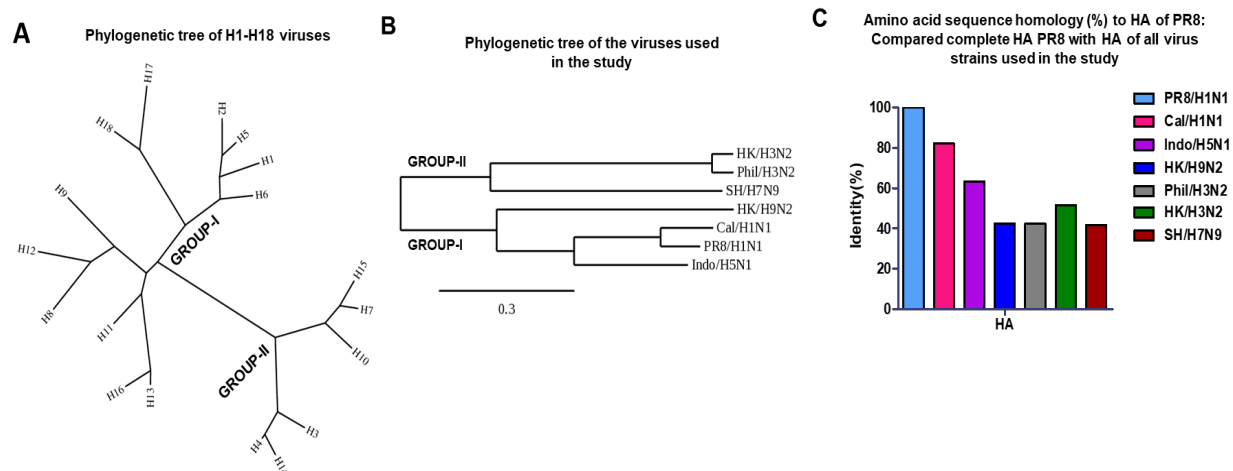 A
Phylogenetic tree of H1-H18 viruses
H17
H18
H2
H5
H1
H6
H9
H12
H8
H11
H16
H13
GROUP-I
GROUP-II
H15
H7
H10
H3
H4
B
Phylogenetic tree of the viruses used
in the study
GROUP-II
GROUP-I
HK/H3N2
Phil/H3N2
SH/H7N9
HK/H9N2
Cal/H1N1
PR8/H1N1
Indo/H5N1
0.3
C
Amino acid sequence homology (%) to HA of PR8:
Compared complete HA PR8 with HA of all virus
strains used in the study
Identity(%)
100
80
60
40
20
0
HA
PR8/H1N1
Cal/H1N1
Indo/H5N1
HK/H9N2
Phil/H3N2
HK/H3N2
SH/H7N9